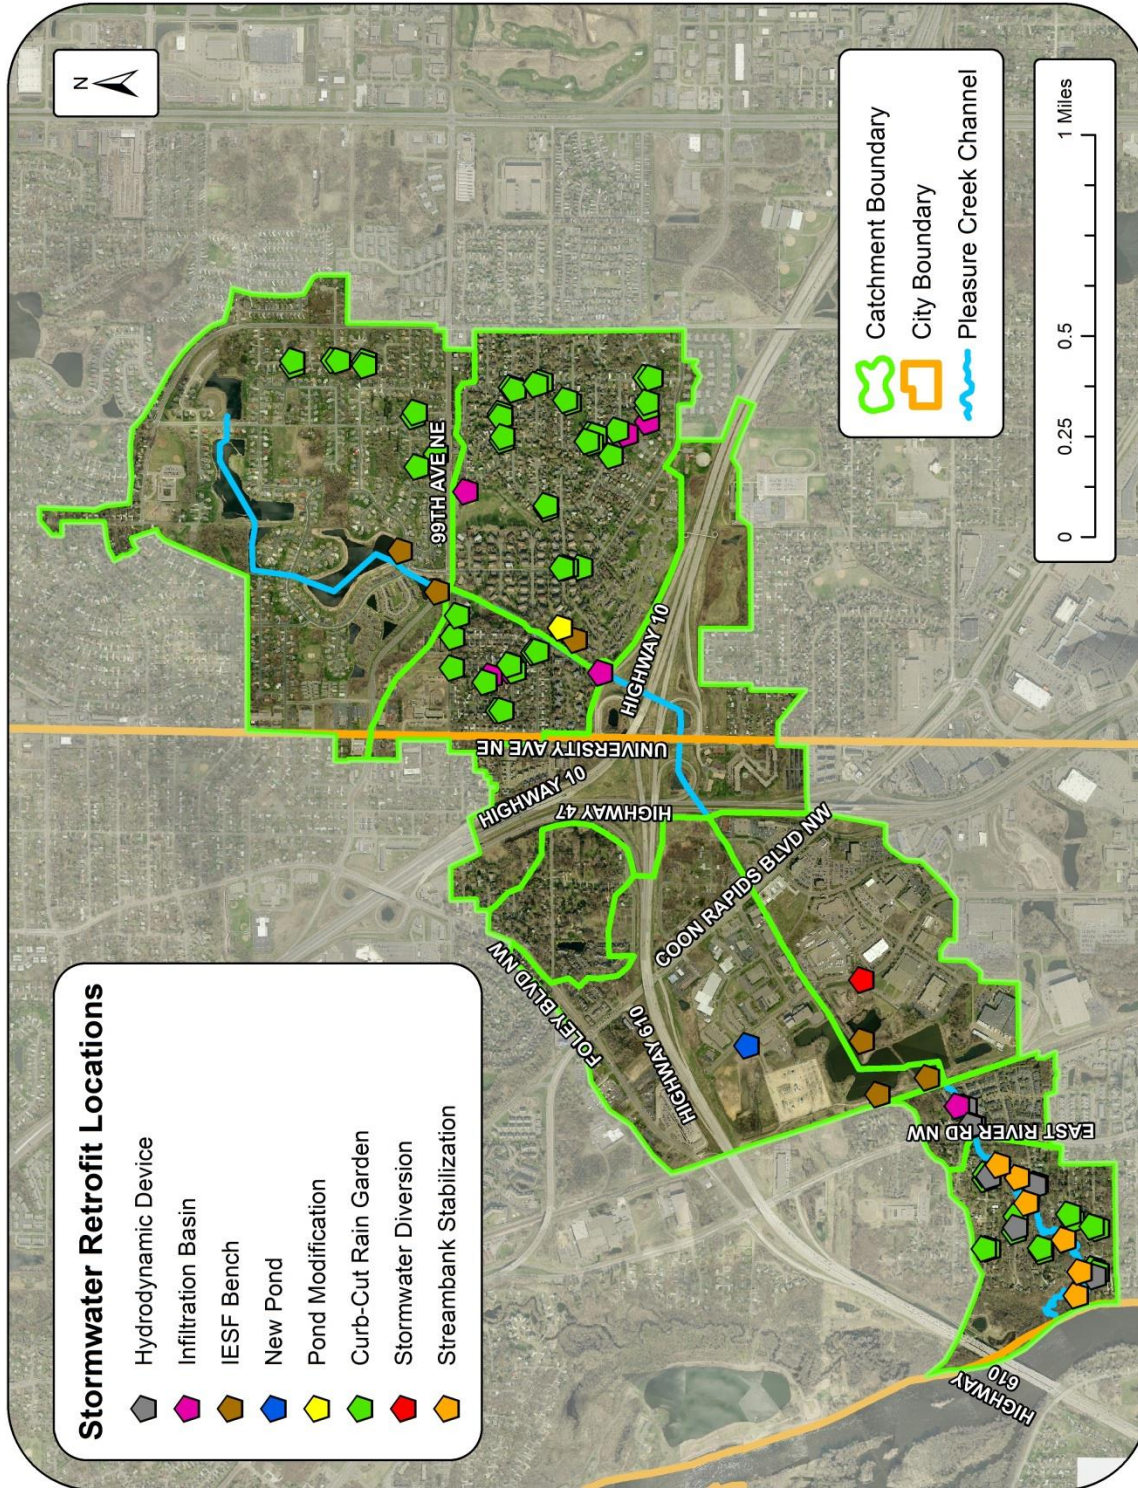 Stormwater Retrofit Locations
Hydrodynamic Device
Infiltration Basin
IESF Bench
New Pond
Pond Modification
Curb-Cut Rain Garden
Stormwater Diversion
Streambank Stabilization
N
99TH AVE NE
HIGHWAY 10
UNIVERSITY AVE NE
HIGHWAY 10
HIGHWAY 47
FOLEY BLVD NW
COON RAPIDS BLVD NW
HIGHWAY 610
EAST RIVER RD NW
HIGHWAY
610
Catchment Boundary
City Boundary
Pleasure Creek Channel
0 0.25 0.5 1 Miles